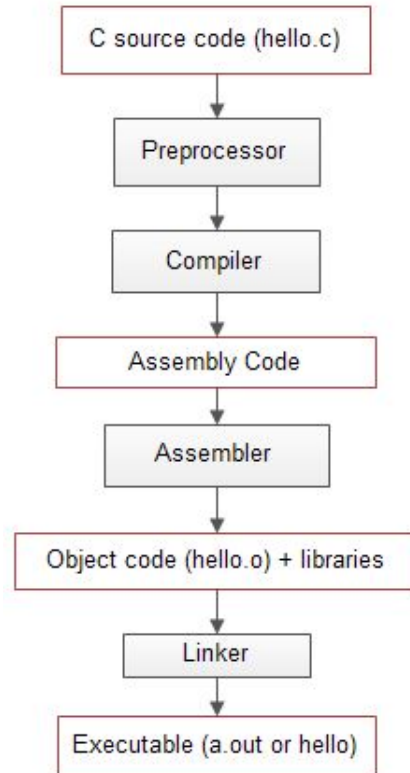 C source code (hello.c)
Preprocessor
Compiler
Assembly Code
Assembler
Object code (hello.o) + libraries
Linker
Executable (a.out or hello)